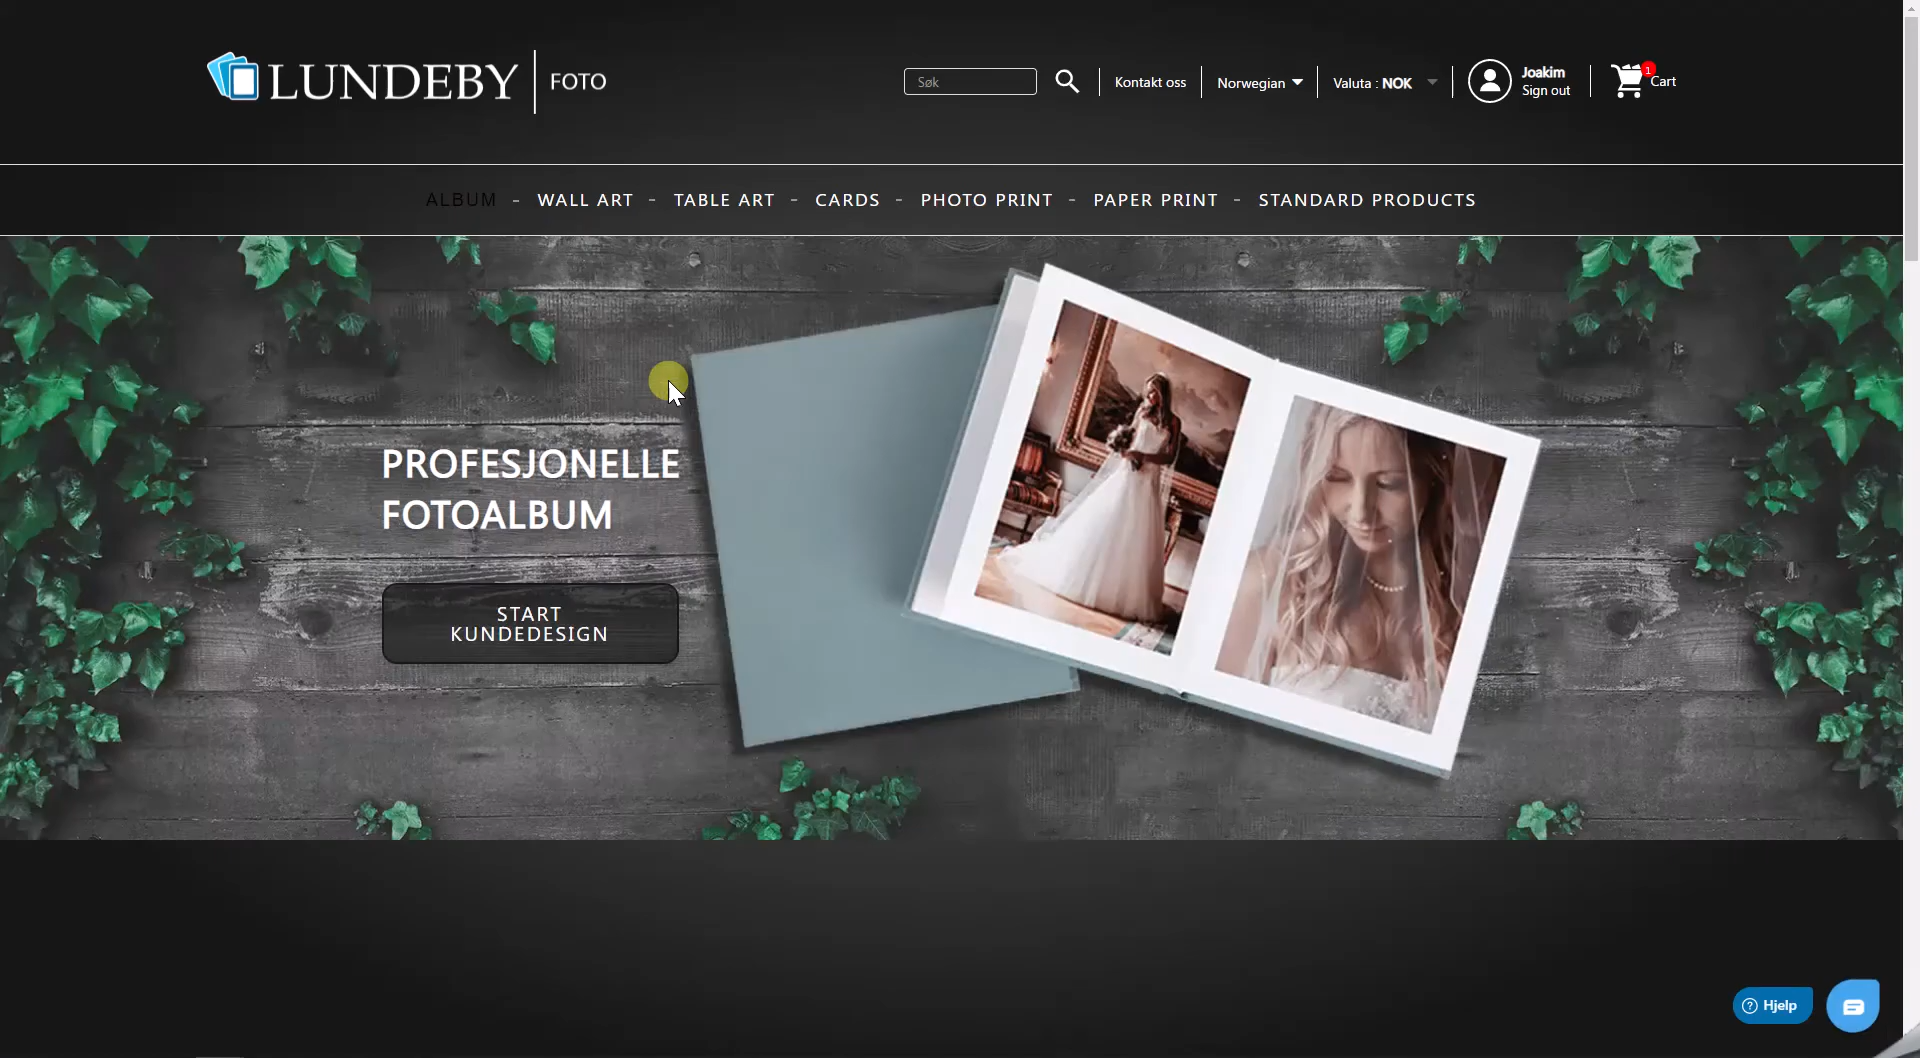 LUNDEBY FOTO
Søk
Kontakt oss
Norwegian
Valuta : NOK
Joakim
Sign out
1
Cart
ALBUM - WALL ART - TABLE ART - CARDS - PHOTO PRINT - PAPER PRINT - STANDARD PRODUCTS
PROFESJONELLE
FOTOALBUM
START
KUNDEDESIGN
? Hjelp